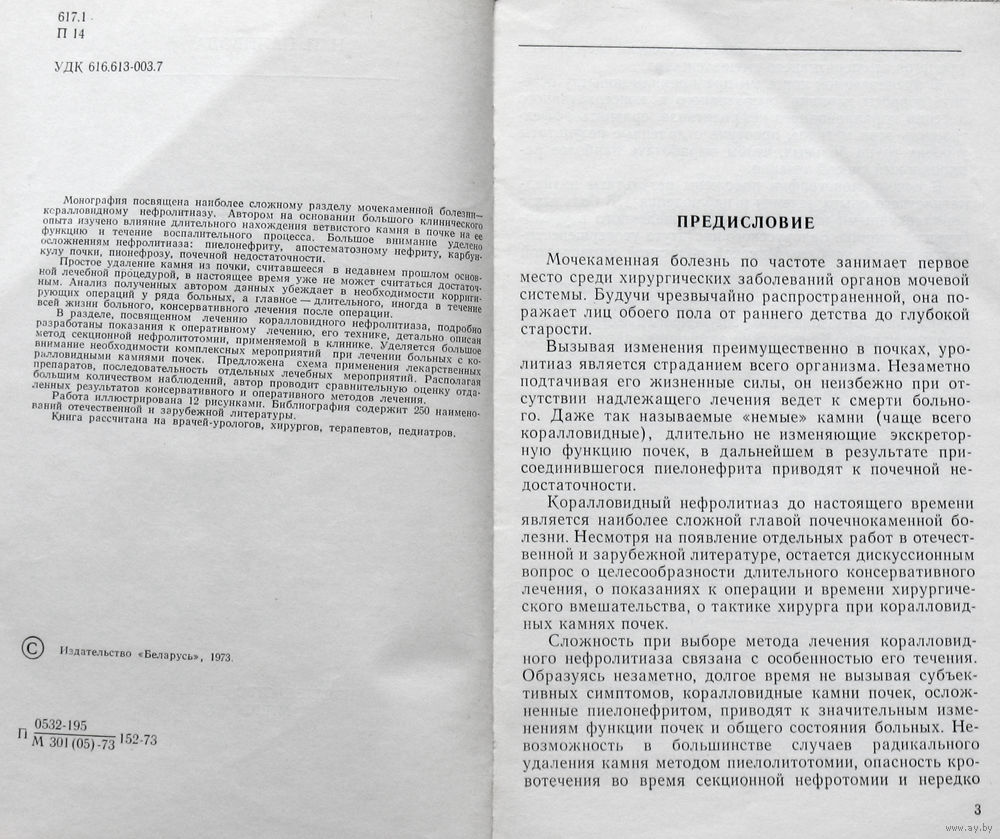 617.1
П 14
УДК 616.613-003.7
Монография посвящена наиболее сложному разделу мочекаменной болезни—
коралловидному нефролитиазу. Автором на основании большого клинического
опыта изучено влияние длительного нахождения ветвистого камня в почке на ее
функцию и течение воспалительного процесса. Большое внимание уделено
осложнениям нефролитиаза: пиелонефриту, апостематозному нефриту, карбун-
кулу почки, пионефрозу, почечной недостаточности.
Простое удаление камня из почки, считавшееся в недавнем прошлом основ-
ной лечебной процедурой, в настоящее время уже не может считаться достаточ-
ным. Анализ полученных автором данных убеждает в необходимости корриги-
рующих операций у ряда больных, а главное — длительного, иногда в течение
всей жизни больного, консервативного лечения после операции.
В разделе, посвященном лечению коралловидного нефролитиаза, подробно
разработаны показания к оперативному лечению, его технике, детально описан
метод секционной нефролитотомии, применяемой в клинике. Уделяется большое
внимание необходимости комплексных мероприятий при лечении больных с ко-
ралловидными камнями почек. Предложена схема применения лекарственных
препаратов, последовательность отдельных лечебных мероприятий. Располагая
большим количеством наблюдений, автор проводит сравнительную оценку отда-
ленных результатов консервативного и оперативного методов лечения.
Работа иллюстрирована 12 рисунками. Библиография содержит 250 наимено-
ваний отечественной и зарубежной литературы.
Книга рассчитана на врачей-урологов, хирургов, терапевтов, педиатров.
© Издательство «Беларусь», 1973.
0532-195
П 152-73
М 301(05)-73
ПРЕДИСЛОВИЕ
Мочекаменная болезнь по частоте занимает первое
место среди хирургических заболеваний органов мочевой
системы. Будучи чрезвычайно распространенной, она по-
ражает лиц обоего пола от раннего детства до глубокой
старости.
Вызывая изменения преимущественно в почках, уро-
литиаз является страданием всего организма. Незаметно
подтачивая его жизненные силы, он неизбежно при от-
сутствии надлежащего лечения ведет к смерти больно-
го. Даже так называемые «немые» камни (чаще всего
коралловидные), длительно не изменяющие экскретор-
ную функцию почек, в дальнейшем в результате при-
соединившегося пиелонефрита приводят к почечной не-
достаточности.
Коралловидный нефролитиаз до настоящего времени
является наиболее сложной главой почечнокаменной бо-
лезни. Несмотря на появление отдельных работ в отечест-
венной и зарубежной литературе, остается дискуссионным
вопрос о целесообразности длительного консервативного
лечения, о показаниях к операции и времени хирургиче-
ского вмешательства, о тактике хирурга при коралловид-
ных камнях почек.
Сложность при выборе метода лечения коралловид-
ного нефролитиаза связана с особенностью его течения.
Образуясь незаметно, долгое время не вызывая субъек-
тивных симптомов, коралловидные камни почек, ослож-
ненные пиелонефритом, приводят к значительным изме-
нениям функции почек и общего состояния больных. Не-
возможность в большинстве случаев радикального
удаления камня методом пиелолитотомии, опасность кро-
вотечения во время секционной нефротомии и нередко
3
www.ay.by